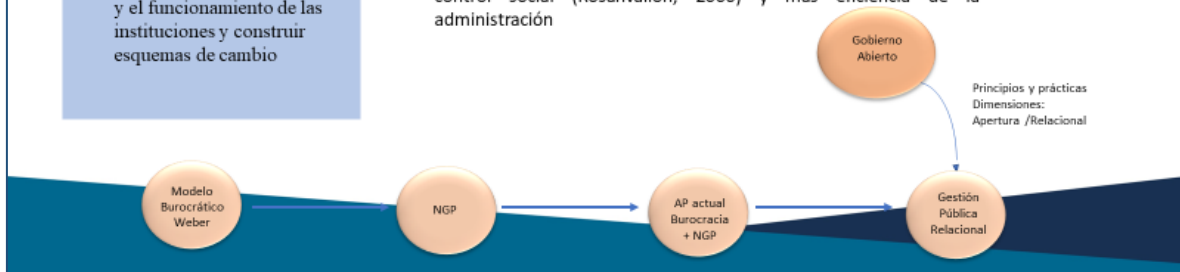 y el funcionamiento de las
instituciones y construir
esquemas de cambio
administración
Gobierno
Abierto
Principios y prácticas
Dimensiones:
Apertura /Relacional
Modelo
Burocrático
Weber
NGP
AP actual
Burocracia
+ NGP
Gestión
Pública
Relacional